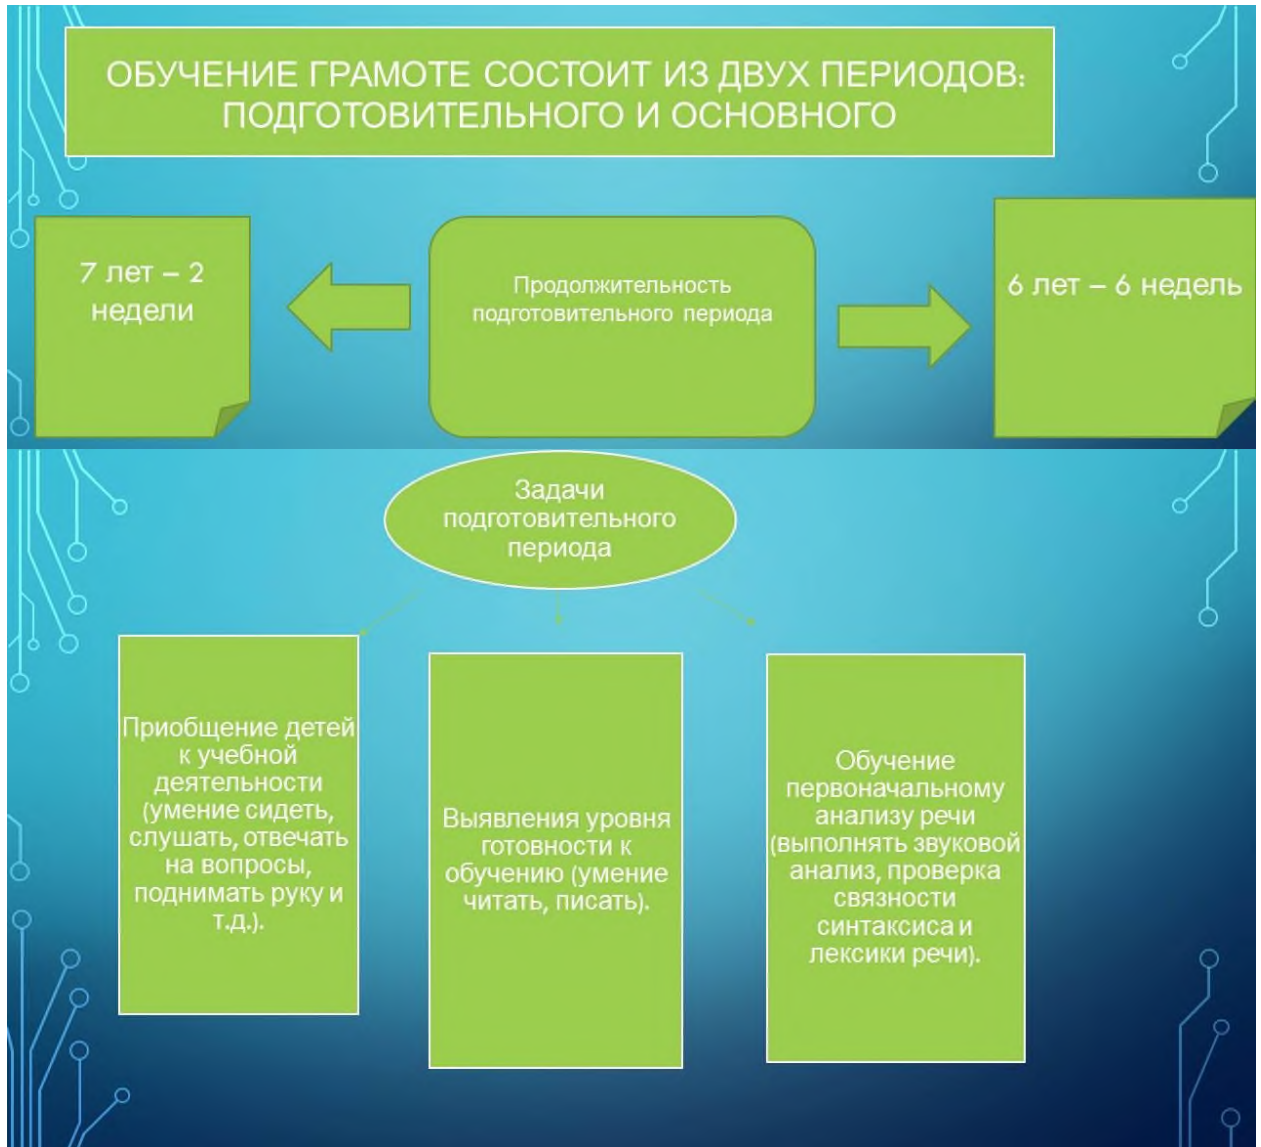 ОБУЧЕНИЕ ГРАМОТЕ СОСТОИТ ИЗ ДВУХ ПЕРИОДОВ:
ПОДГОТОВИТЕЛЬНОГО И ОСНОВНОГО
7 лет – 2
недели
Продолжительность
подготовительного периода
6 лет – 6 недель
Задачи
подготовительного
периода
Приобщение детей
к учебной
деятельности
(умение сидеть,
слушать, отвечать
на вопросы,
поднимать руку и
т.д.).
Выявления уровня
готовности к
обучению (умение
читать, писать).
Обучение
первоначальному
анализу речи
(выполнять звуковой
анализ, проверка
связности
синтаксиса и
лексики речи).